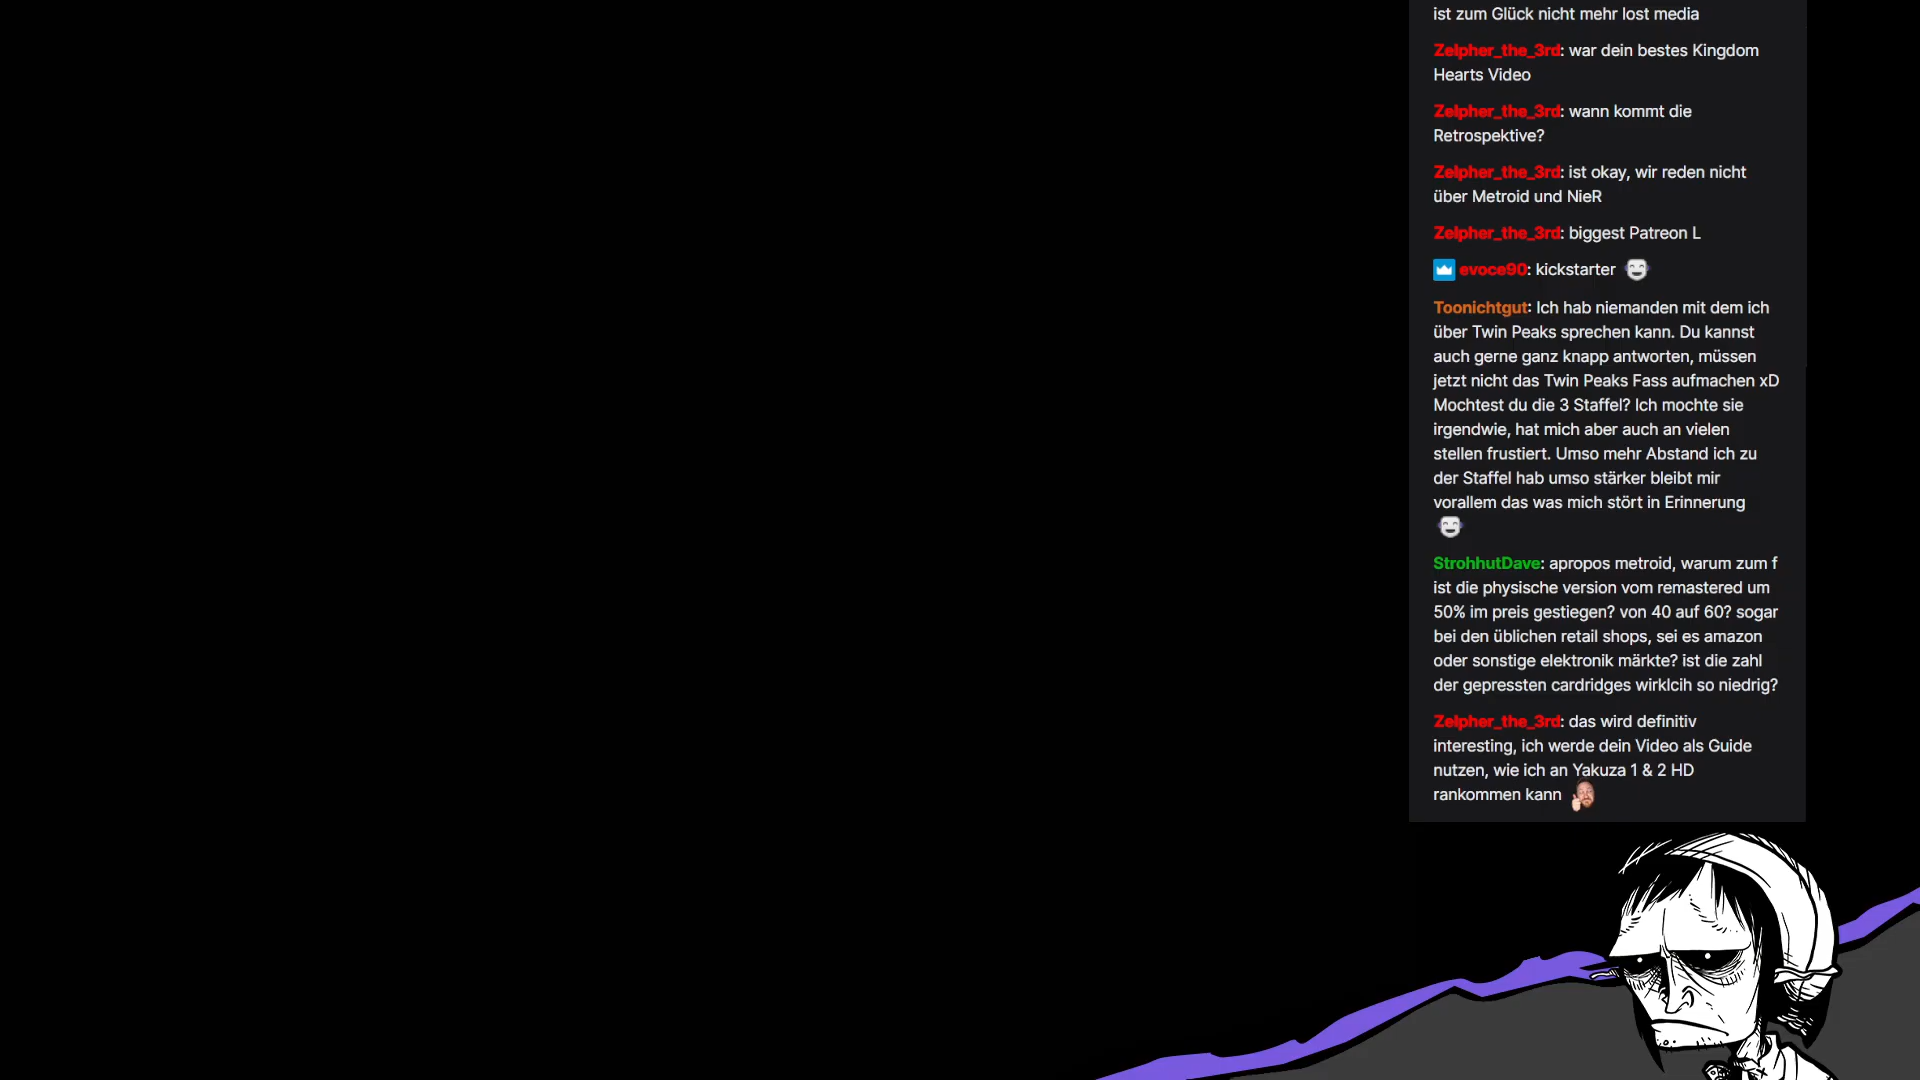 ist zum Glück nicht mehr lost media
Zelpher_the_3rd: war dein bestes Kingdom
Hearts Video
Zelpher_the_3rd: wann kommt die
Retrospektive?
Zelpher_the_3rd: ist okay, wir reden nicht
über Metroid und NieR
Zelpher_the_3rd: biggest Patreon L
evoce90: kickstarter
Toonichtgut: Ich hab niemanden mit dem ich
über Twin Peaks sprechen kann. Du kannst
auch gerne ganz knapp antworten, müssen
jetzt nicht das Twin Peaks Fass aufmachen xD
Mochtest du die 3 Staffel? Ich mochte sie
irgendwie, hat mich aber auch an vielen
stellen frustiert. Umso mehr Abstand ich zu
der Staffel hab umso stärker bleibt mir
vorallem das was mich stört in Erinnerung
StrohhutDave: apropos metroid, warum zum f
ist die physische version vom remastered um
50% im preis gestiegen? von 40 auf 60? sogar
bei den üblichen retail shops, sei es amazon
oder sonstige elektronik märkte? ist die zahl
der gepressten cardridges wirklcih so niedrig?
Zelpher_the_3rd: das wird definitiv
interesting, ich werde dein Video als Guide
nutzen, wie ich an Yakuza 1 & 2 HD
rankommen kann